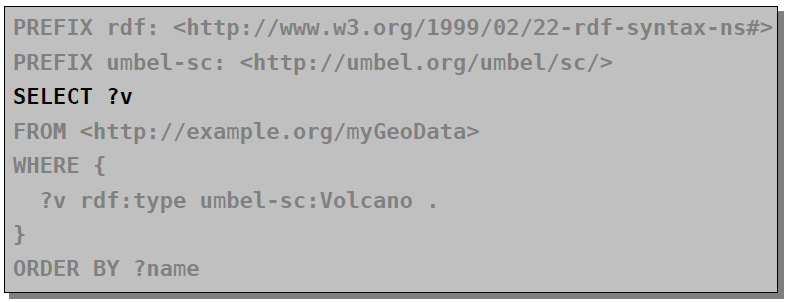 PREFIX rdf: <http://www.w3.org/1999/02/22-rdf-syntax-ns#>
PREFIX umbel-sc: <http://umbel.org/umbel/sc/>
SELECT ?v
FROM <http://example.org/myGeoData>
WHERE {
  ?v rdf:type umbel-sc:Volcano .
}
ORDER BY ?name